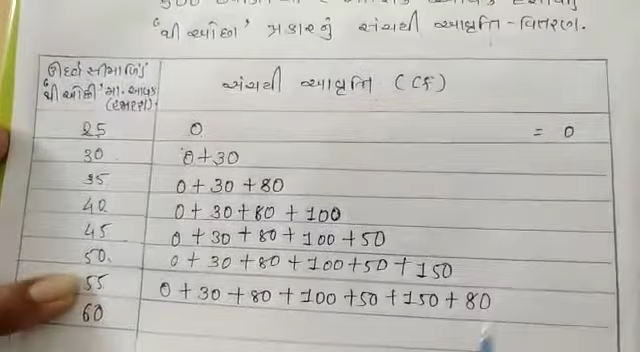 'થી ઓછા' પ્રકારનું સંચયી આવૃત્તિ - વિતરણ.
'થી ઓછી' મા. આવક સંચયી આવૃત્તિ (CF)
25 0 = 0
30 0+30
35 0 + 30 +80
40 0 + 30 +80 + 100
45 0 + 30 + 80 + 100 +50
50. 0 + 30 +80 +100+50 +150
55 0 + 30 + 80 + 100 +50 +150 + 80
60